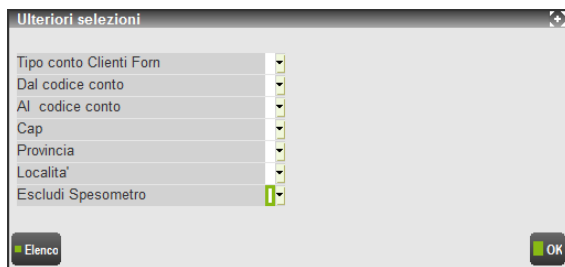 Ulteriori selezioni
Tipo conto Clienti Forn
Dal codice conto
Al codice conto
Cap
Provincia
Localita'
Escludi Spesometro
Elenco
OK